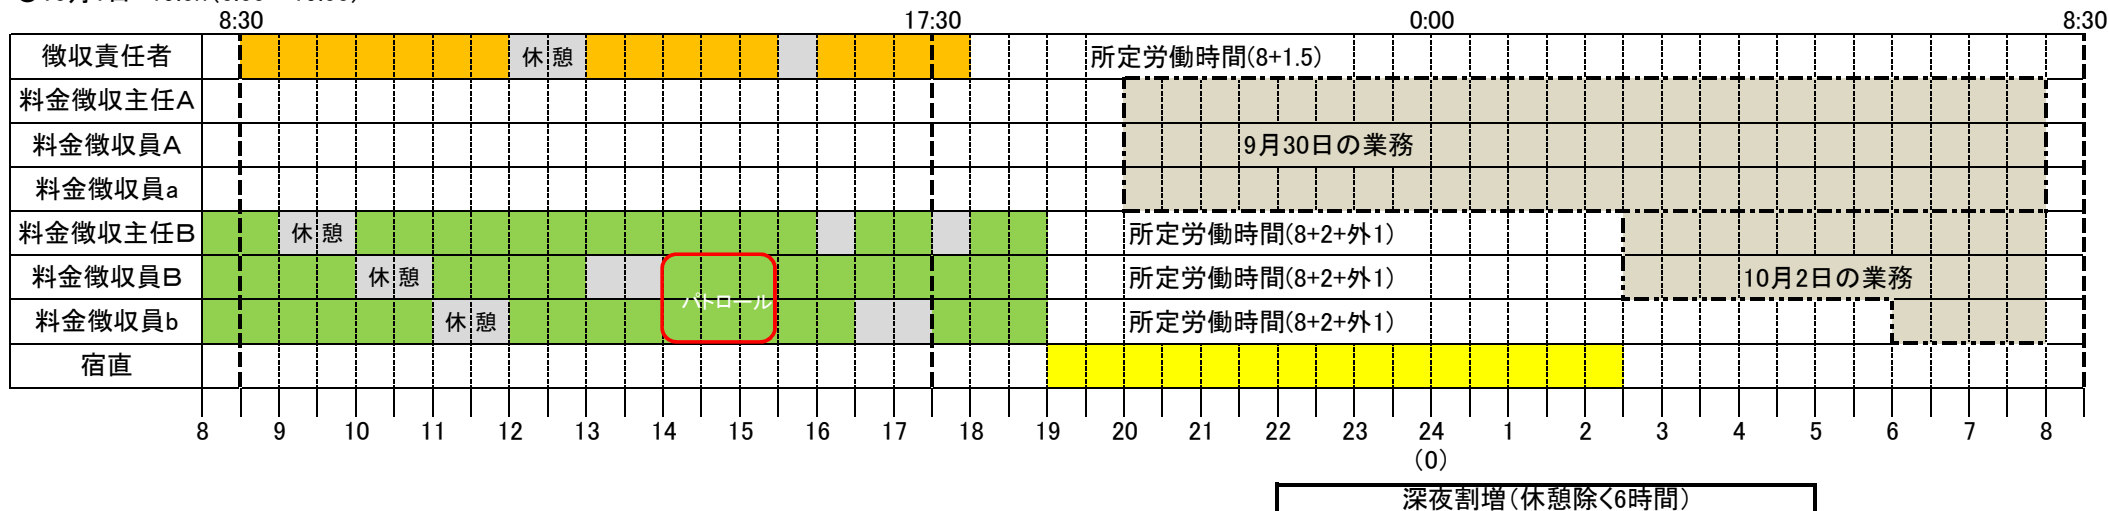 8:30 17:30 0:00 8:30
徴収責任者 休憩 所定労働時間(8+1.5)
料金徴収主任A
料金徴収員A 9月30日の業務
料金徴収員a
料金徴収主任B 休憩 所定労働時間(8+2+外1)
料金徴収員B 休憩 所定労働時間(8+2+外1) 10月2日の業務
料金徴収員b 休憩 パトロール 所定労働時間(8+2+外1)
宿直
8 9 10 11 12 13 14 15 16 17 18 19 20 21 22 23 24 1 2 3 4 5 6 7 8
(0)
深夜割増(休憩除く6時間)